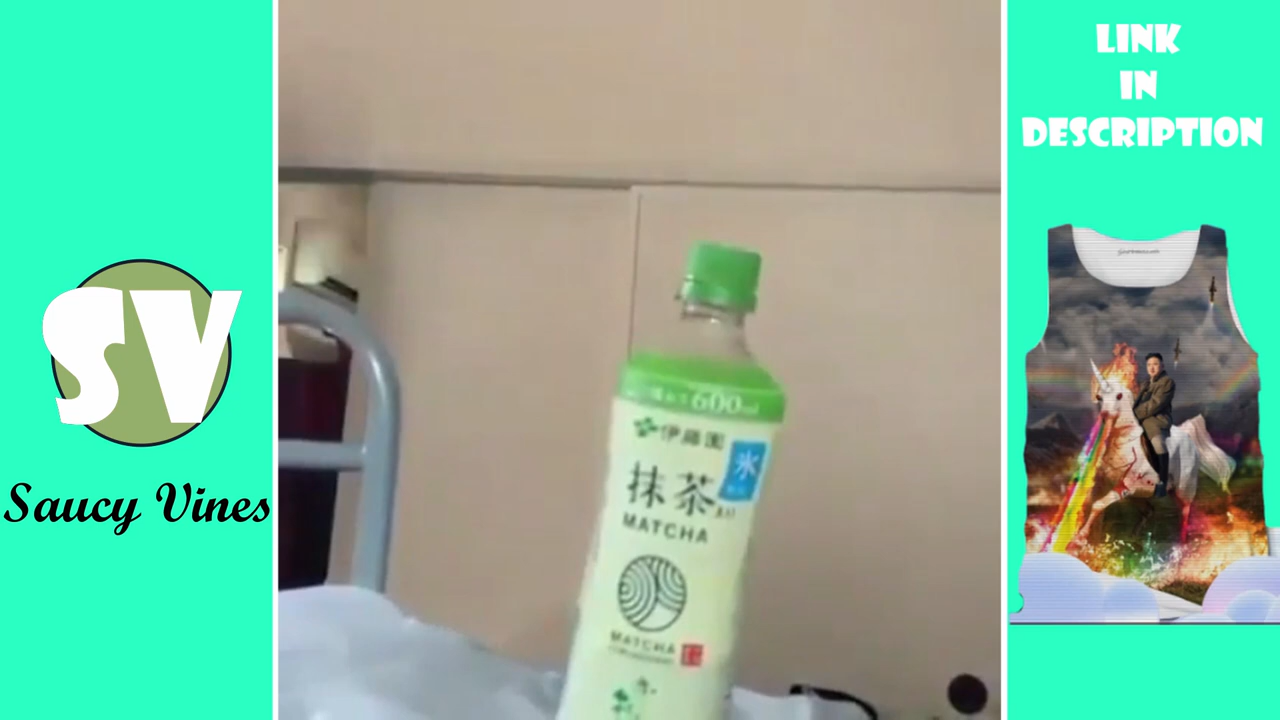 SV
Saucy Vines
600ml
伊藤園
氷
抹茶
MATCHA
MATCHA
LINK
IN
DESCRIPTION